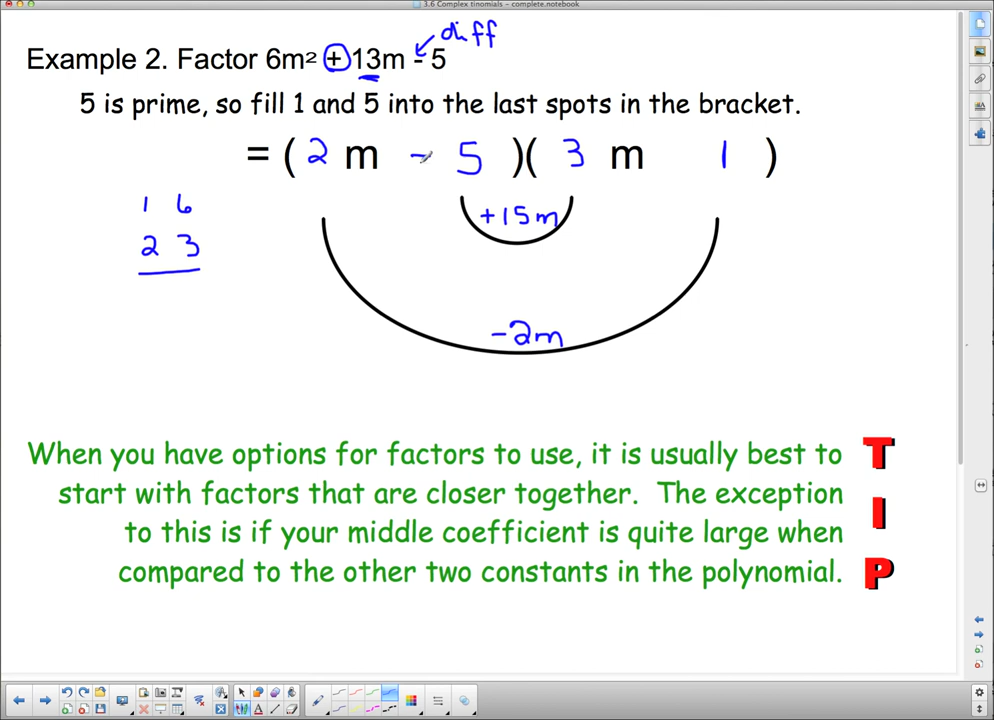 3.6 Complex tinomials – complete.notebook
diff
Example 2. Factor 6m² + 13m - 5
5 is prime, so fill 1 and 5 into the last spots in the bracket.
= ( 2 m - 5 )( 3 m 1 )
1 6
+15m
2 3
-2m
When you have options for factors to use, it is usually best to
start with factors that are closer together. The exception
to this is if your middle coefficient is quite large when
compared to the other two constants in the polynomial.
T
I
P